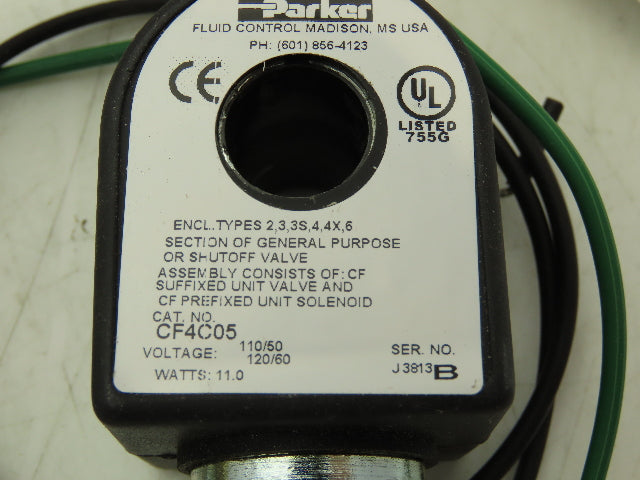 Parker
FLUID CONTROL MADISON, MS USA
PH: (601) 856-4123
CE
UL
LISTED
755G
ENCL. TYPES 2,3,3S,4,4X,6
SECTION OF GENERAL PURPOSE
OR SHUTOFF VALVE
ASSEMBLY CONSISTS OF: CF
SUFFIXED UNIT VALVE AND
CF PREFIXED UNIT SOLENOID
CAT. NO.
CF4C05
VOLTAGE: 110/50
120/60
WATTS: 11.0
SER. NO.
J3813 B